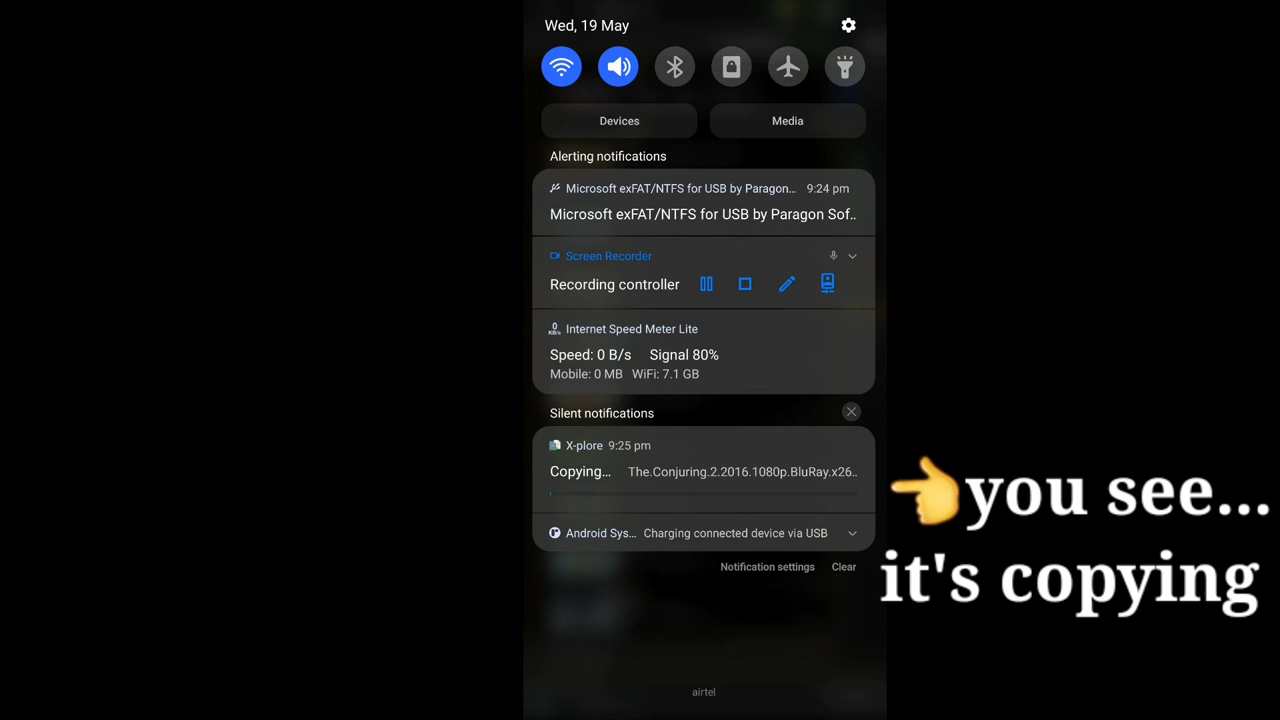 Wed, 19 May
Devices
Media
Alerting notifications
Microsoft exFAT/NTFS for USB by Paragon... 9:24 pm
Microsoft exFAT/NTFS for USB by Paragon Sof..
Screen Recorder
Recording controller
0 KB/s Internet Speed Meter Lite
Speed: 0 B/s Signal 80%
Mobile: 0 MB WiFi: 7.1 GB
Silent notifications
X-plore 9:25 pm
Copying... The.Conjuring.2.2016.1080p.BluRay.x26..
Android Sys... Charging connected device via USB
Notification settings Clear
airtel
👈you see...
it's copying